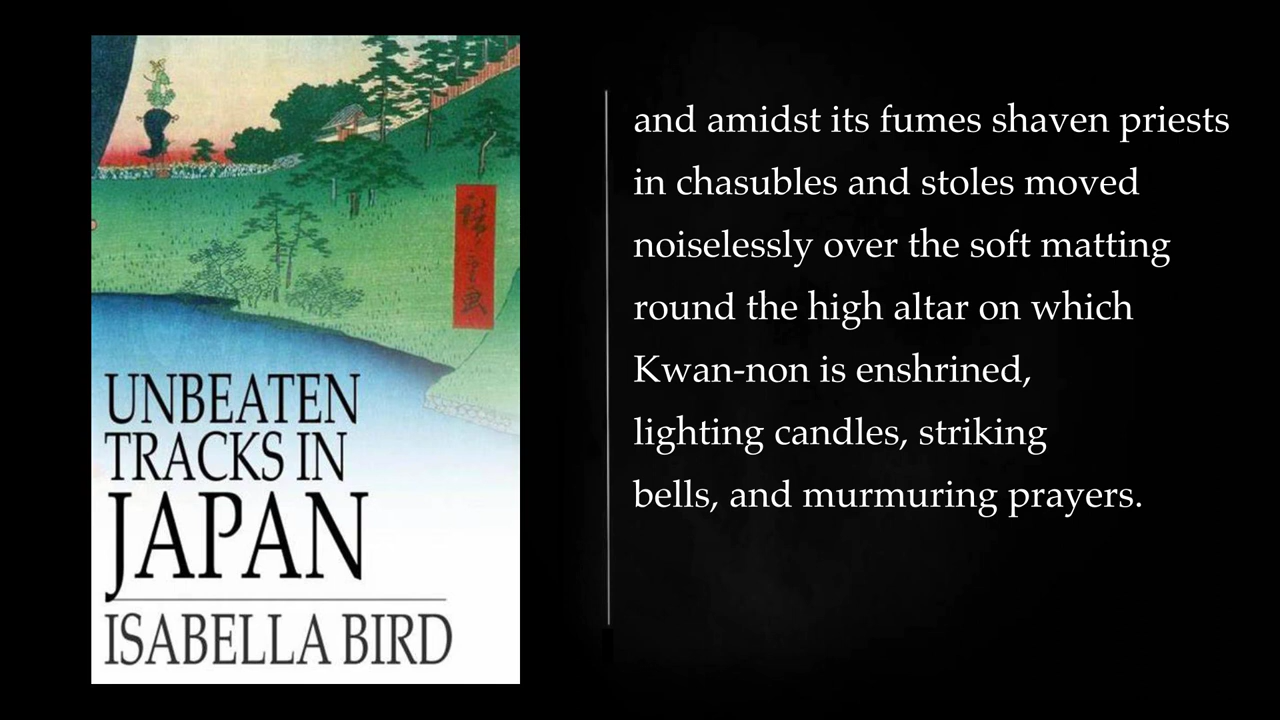 UNBEATEN
TRACKS IN
JAPAN
ISABELLA BIRD
and amidst its fumes shaven priests
in chasubles and stoles moved
noiselessly over the soft matting
round the high altar on which
Kwan-non is enshrined,
lighting candles, striking
bells, and murmuring prayers.